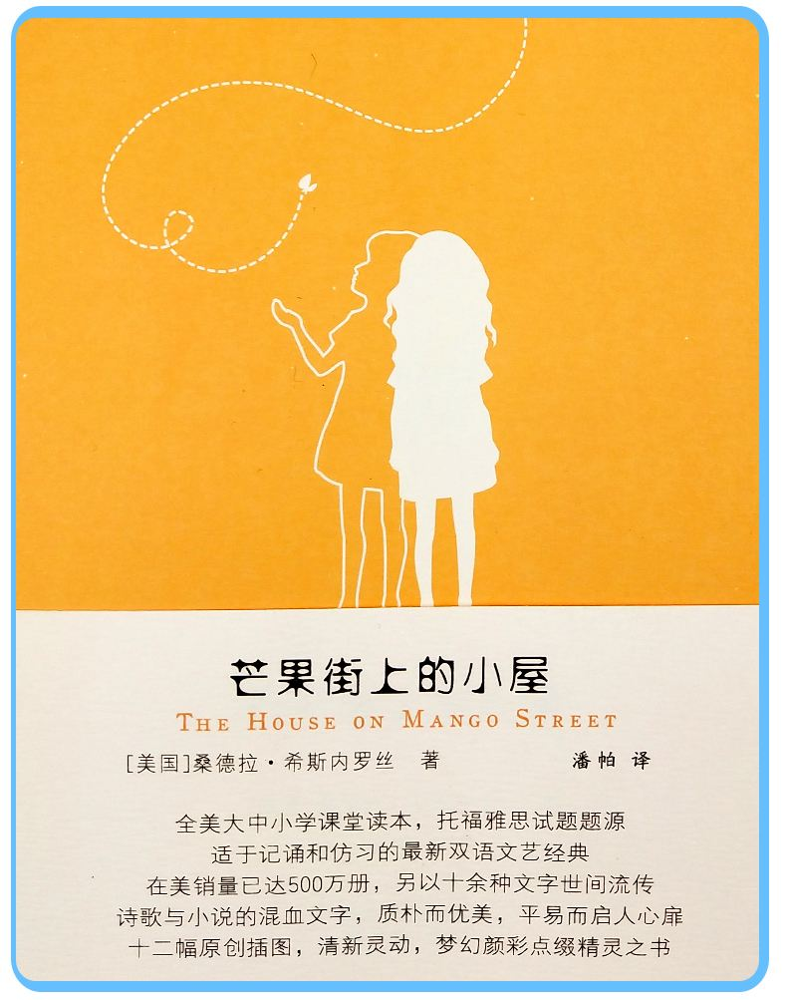 芒果街上的小屋
THE HOUSE ON MANGO STREET
[美国]桑德拉·希斯内罗丝 著 潘帕 译
全美大中小学课堂读本，托福雅思试题题源
适于记诵和仿习的最新双语文艺经典
在美销量已达500万册，另以十余种文字世间流传
诗歌与小说的混血文字，质朴而优美，平易而启人心扉
十二幅原创插图，清新灵动，梦幻颜彩点缀精灵之书